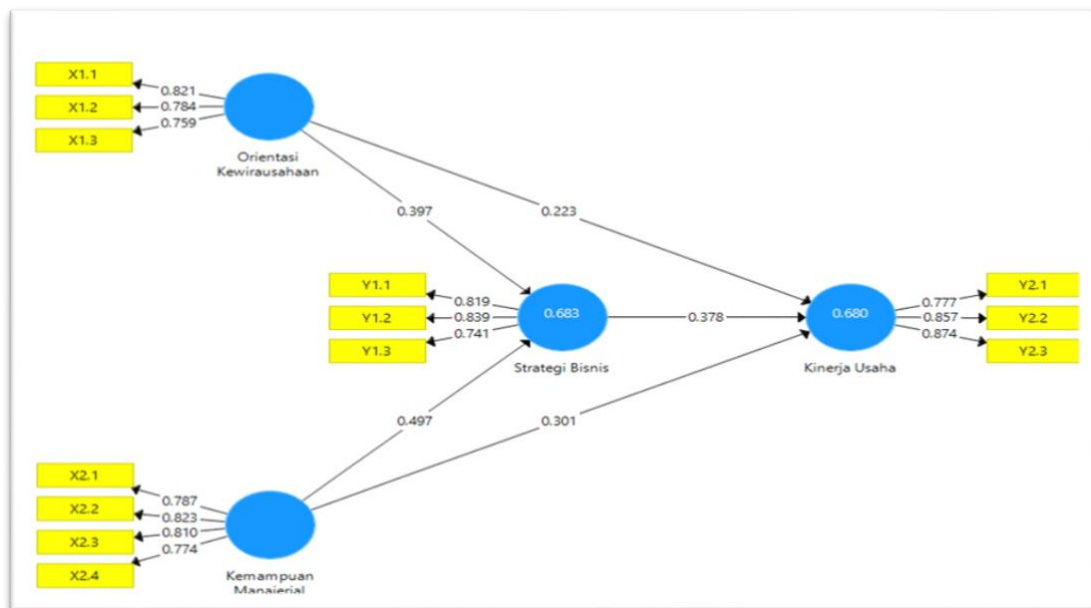 X1.1
0.821
X1.2
0.784
X1.3
0.759
Orientasi
Kewirausahaan
0.397
0.223
Y1.1
0.819
Y1.2
0.839
Y1.3
0.741
0.683
Strategi Bisnis
0.378
0.680
Kinerja Usaha
0.777
Y2.1
0.857
Y2.2
0.874
Y2.3
0.497
0.301
X2.1
0.787
X2.2
0.823
X2.3
0.810
X2.4
0.774
Kemampuan
Manajerial